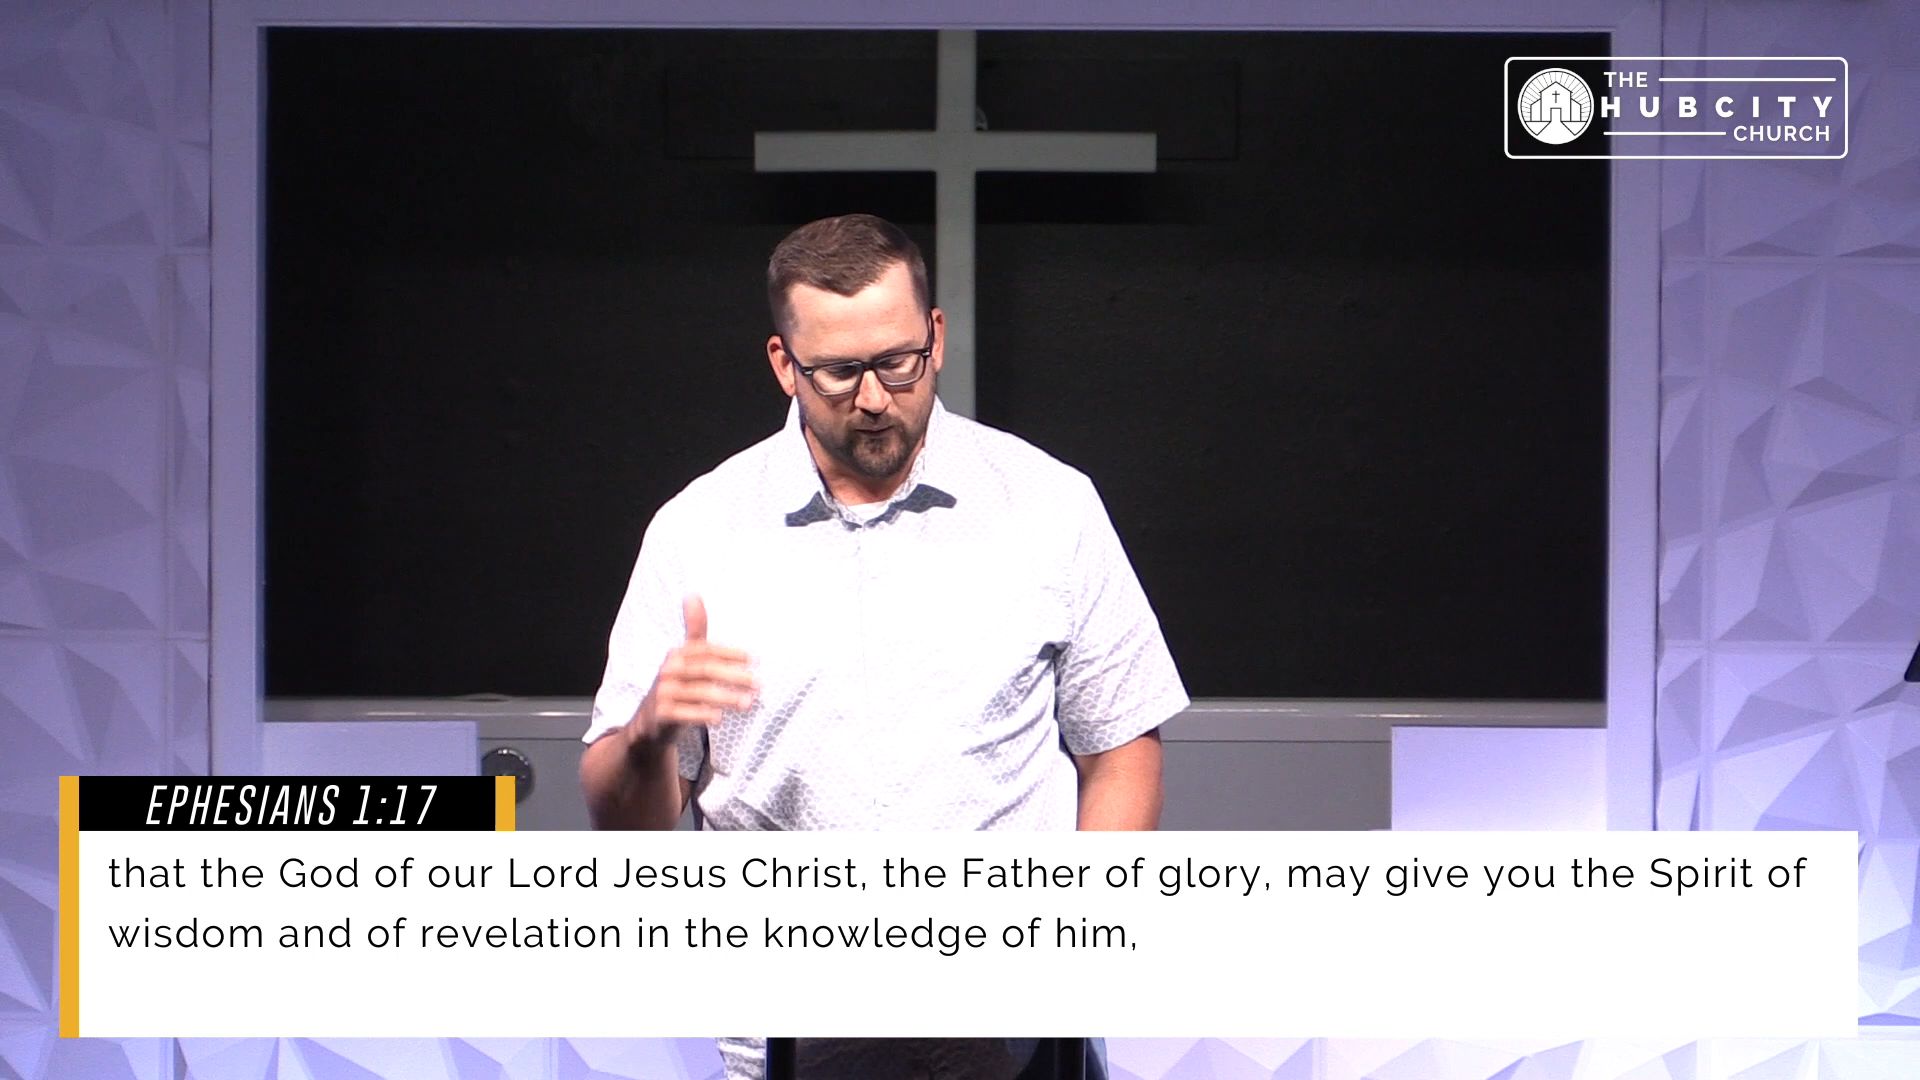 THE
HUBCITY
CHURCH
EPHESIANS 1:17
that the God of our Lord Jesus Christ, the Father of glory, may give you the Spirit of
wisdom and of revelation in the knowledge of him,